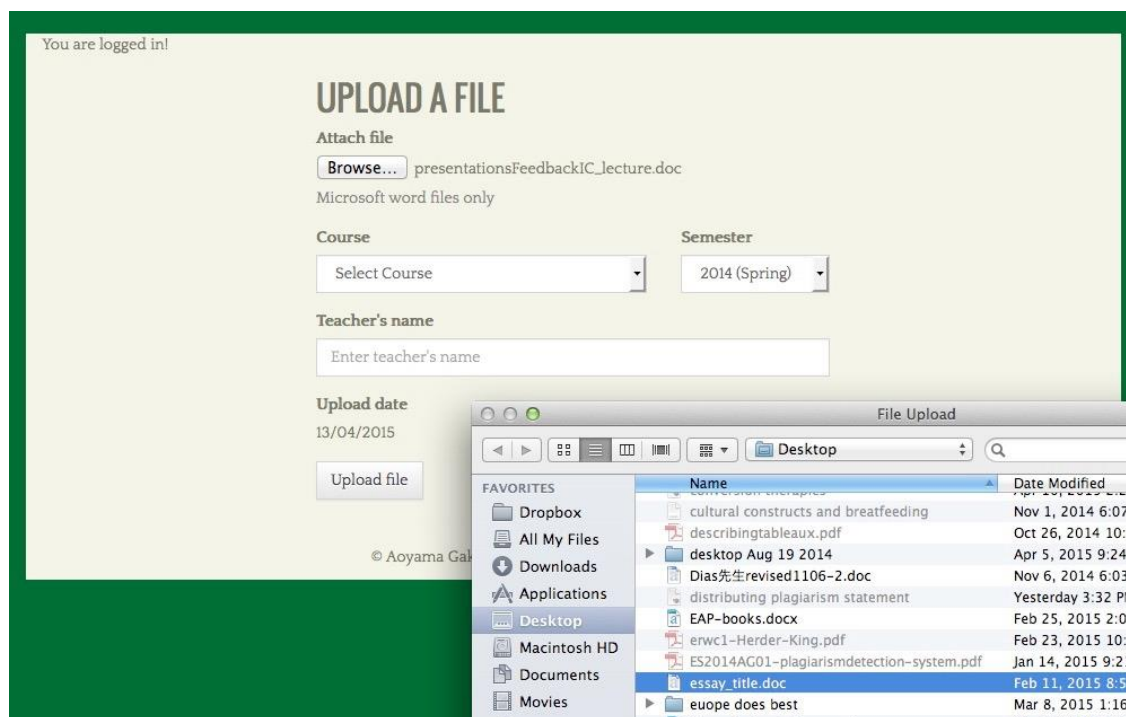 You are logged in!
UPLOAD A FILE
Attach file
Browse... presentationsFeedbackIC_lecture.doc
Microsoft word files only
Course Semester
Select Course 2014 (Spring)
Teacher's name
Enter teacher's name
Upload date
13/04/2015
Upload file
© Aoyama Gak
File Upload
Desktop
FAVORITES
Dropbox
All My Files
Downloads
Applications
Desktop
Macintosh HD
Documents
Movies
Name Date Modified
conversion therapies
cultural constructs and breastfeeding Nov 1, 2014 6:07
describingtableaux.pdf Oct 26, 2014 10:
desktop Aug 19 2014 Apr 5, 2015 9:24
Dias先生revised1106-2.doc Nov 6, 2014 6:03
distributing plagiarism statement Yesterday 3:32 P
EAP-books.docx Feb 25, 2015 2:0
erwc1-Herder-King.pdf Feb 23, 2015 10:
ES2014AG01-plagiarismdetection-system.pdf Jan 14, 2015 9:2
essay_title.doc Feb 11, 2015 8:5
euope does best Mar 8, 2015 1:16